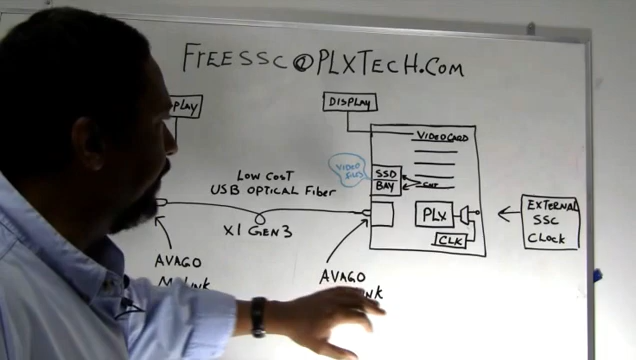 FreeSSC@PLXTech.Com
DISPLAY
VIDEOCARD
VIDEO
SSD
BAY
LOW COST
USB OPTICAL FIBER
X1 GEN3
PLX
CLK
EXTERNAL
SSC
CLOCK
AVAGO
AVAGO